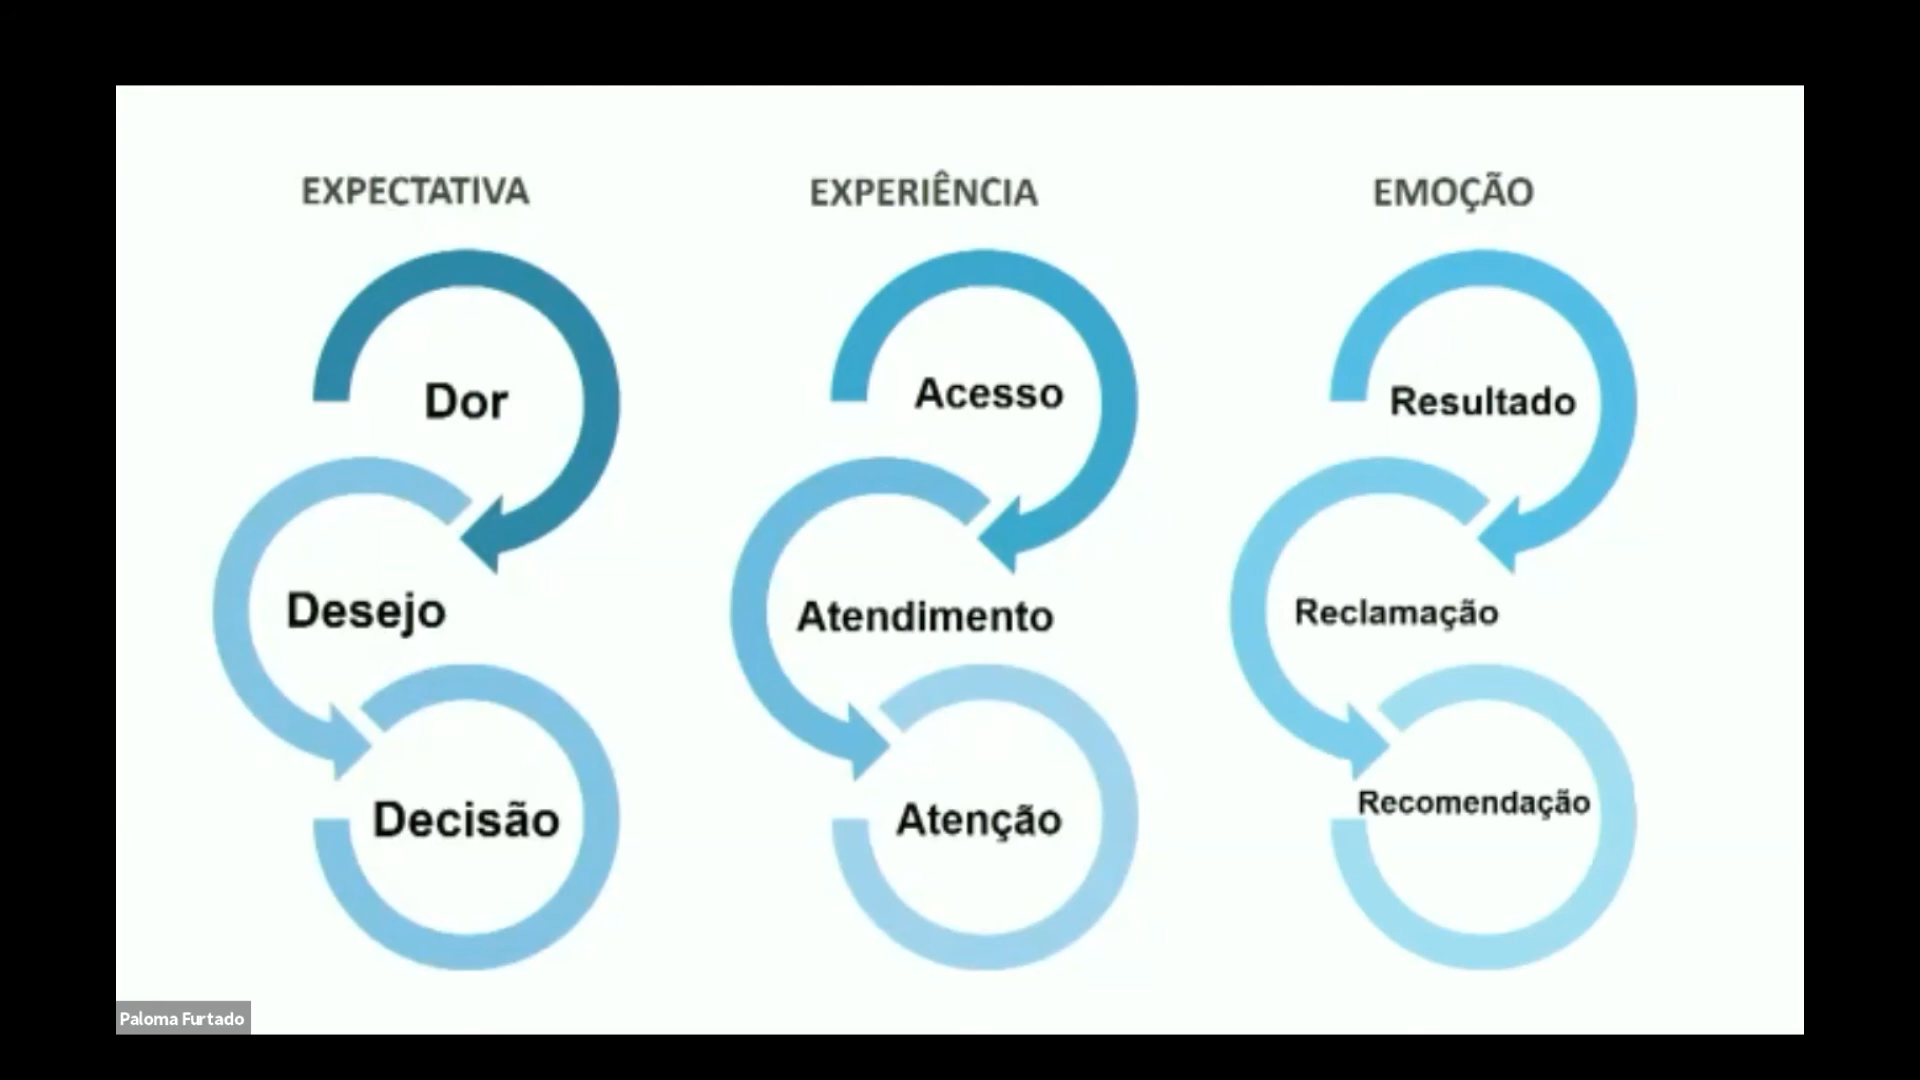 EXPECTATIVA
Dor
Desejo
Decisão
EXPERIÊNCIA
Acesso
Atendimento
Atenção
EMOÇÃO
Resultado
Reclamação
Recomendação
Paloma Furtado